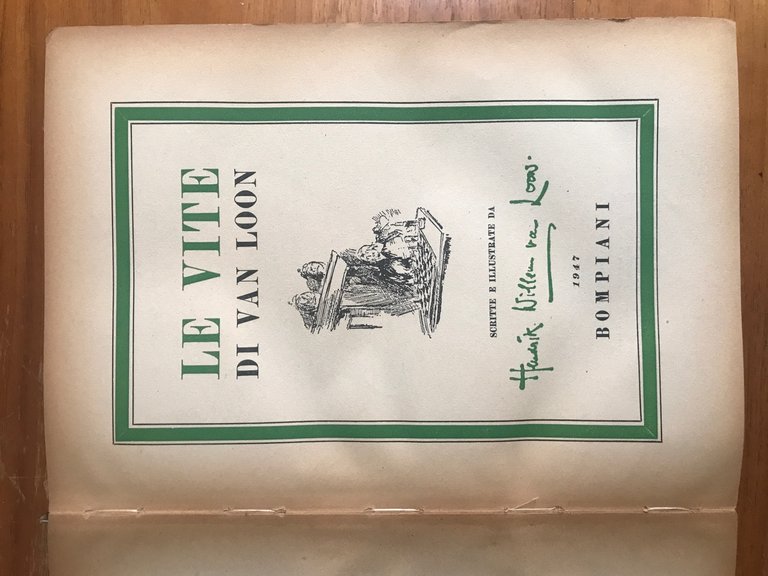 LE VITE
DI VAN LOON
SCRITTE E ILLUSTRATE DA
Hendrik Willem van Loon.
1947
BOMPIANI